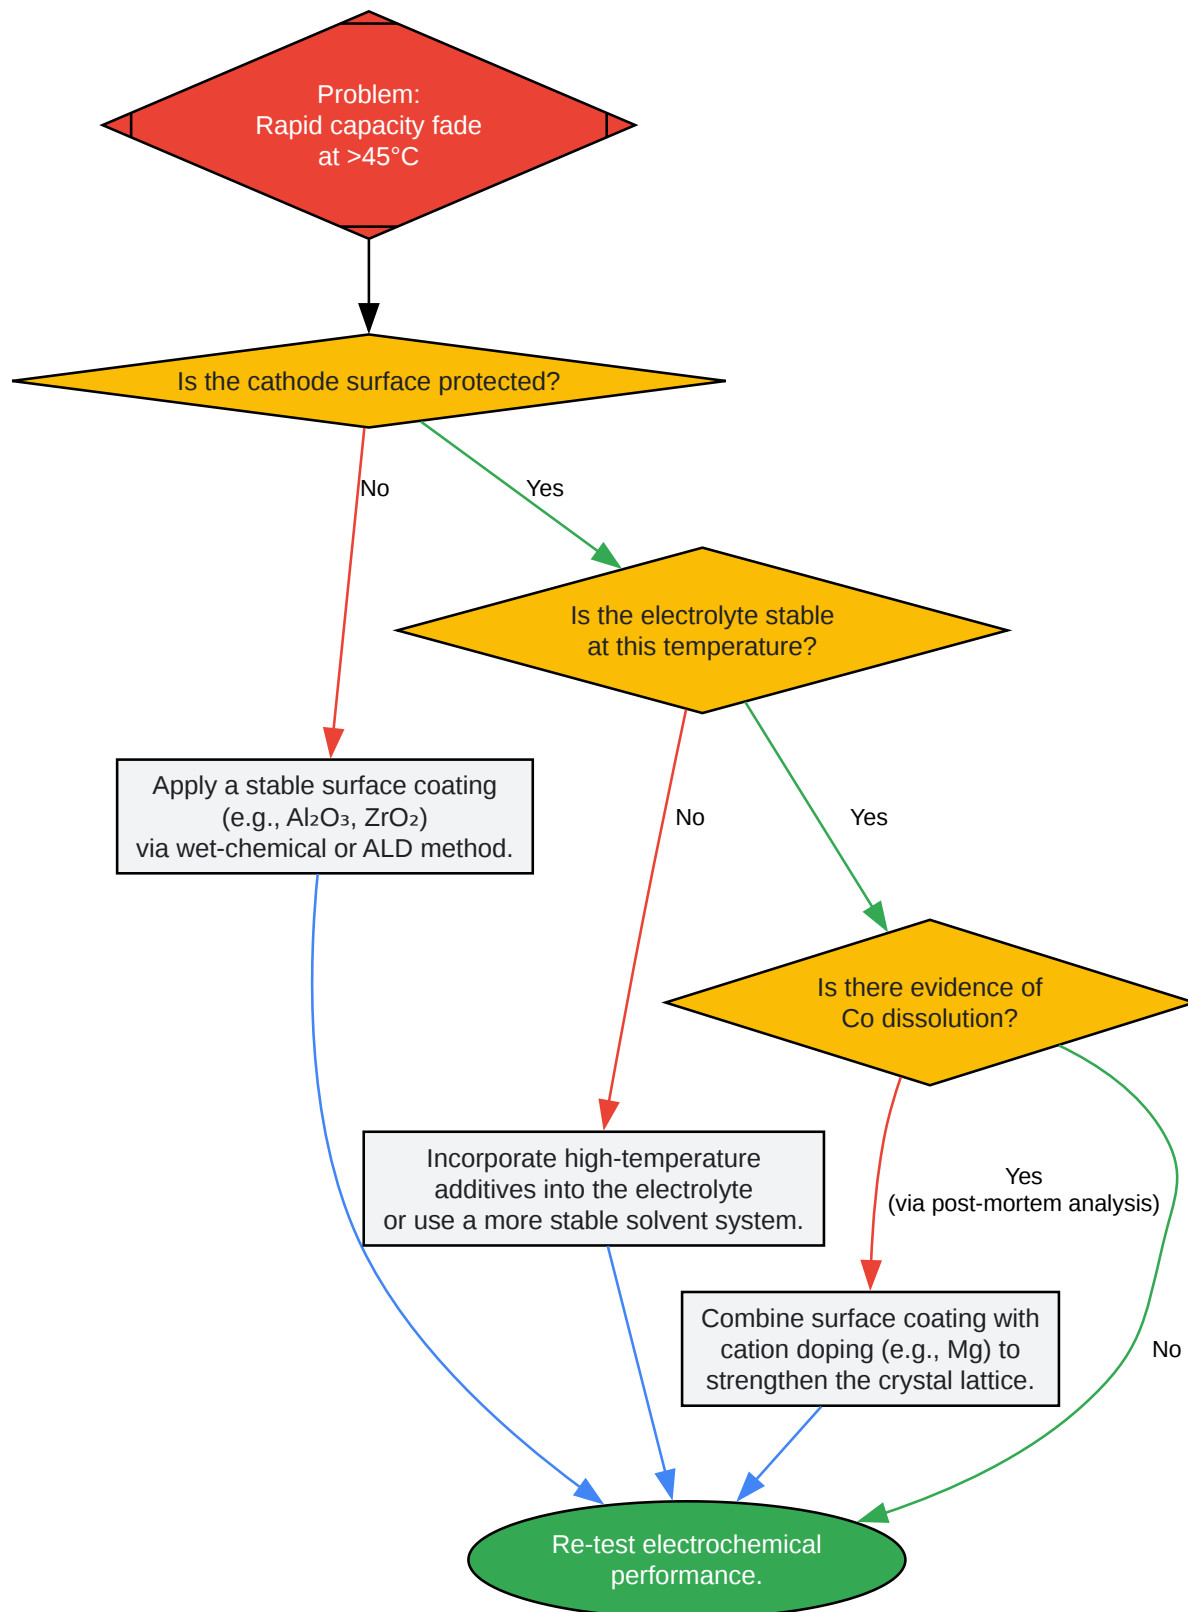 Problem:
Rapid capacity fade
at >45°C
Is the cathode surface protected?
No
Yes
Is the electrolyte stable
at this temperature?
Apply a stable surface coating
(e.g., Al₂O₃, ZrO₂)
via wet-chemical or ALD method.
No
Yes
Is there evidence of
Co dissolution?
Incorporate high-temperature
additives into the electrolyte
or use a more stable solvent system.
Yes
(via post-mortem analysis)
Combine surface coating with
cation doping (e.g., Mg) to
strengthen the crystal lattice.
No
Re-test electrochemical
performance.